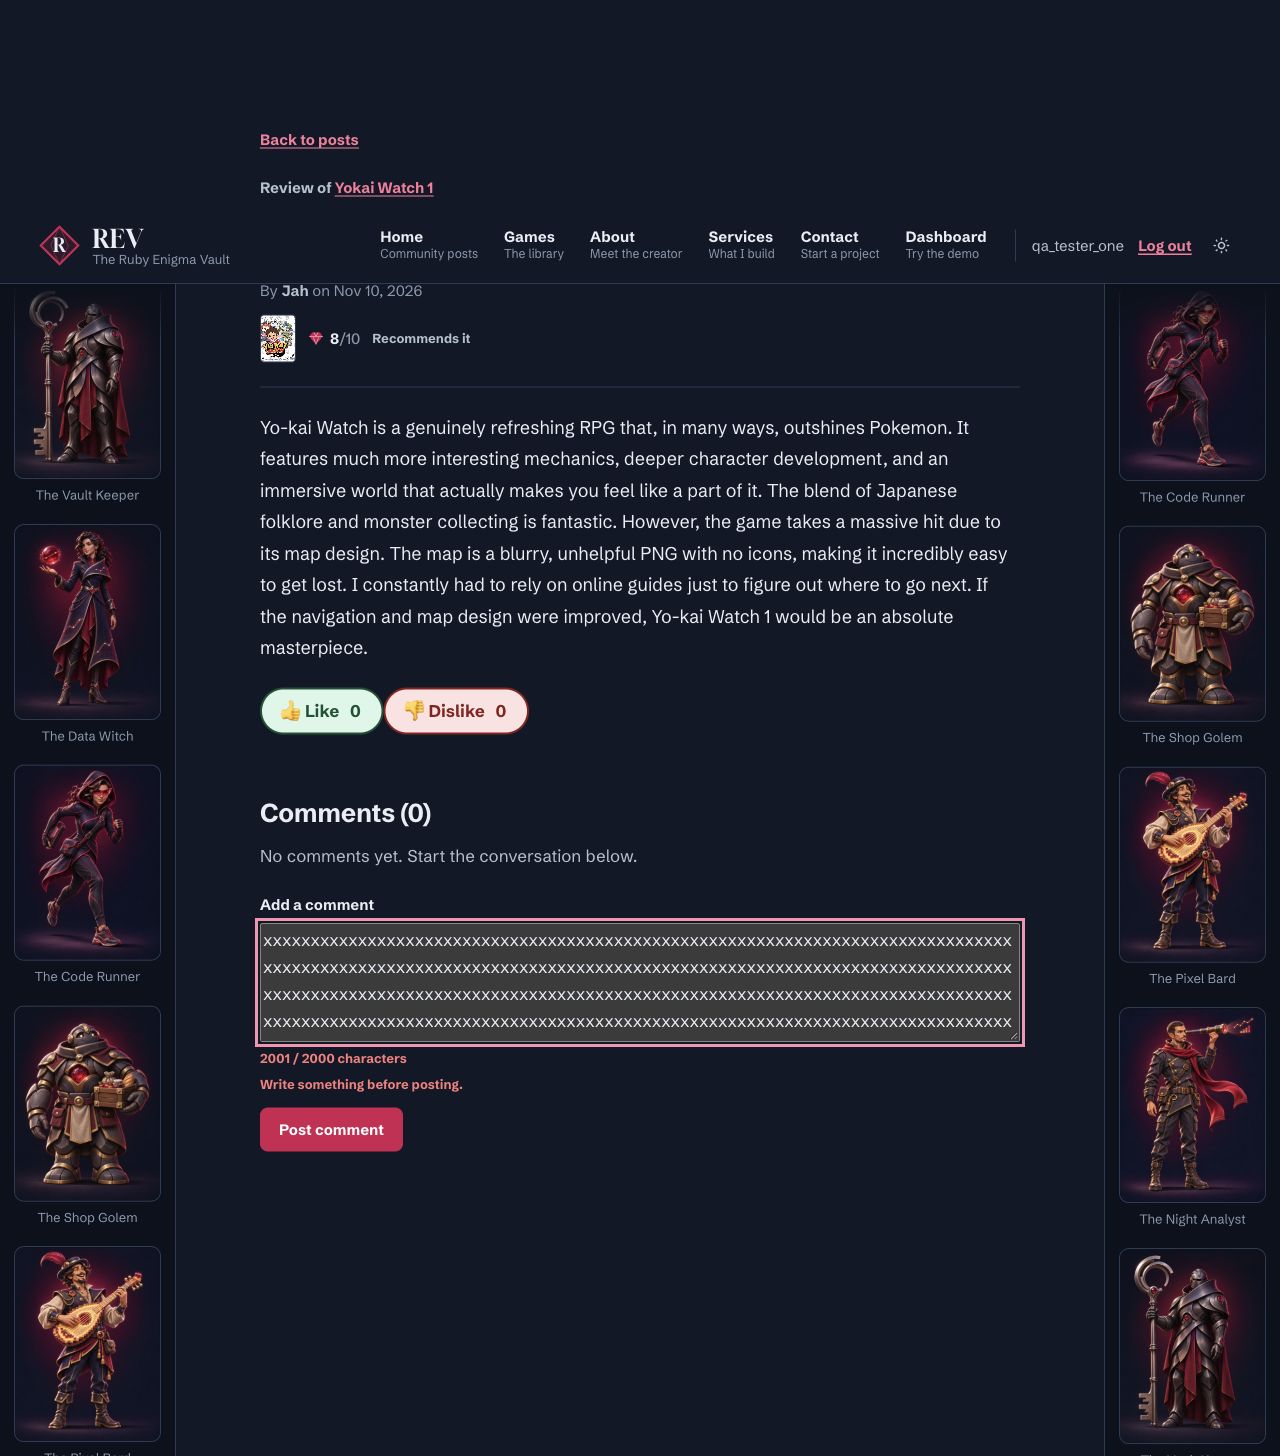 Back to posts
Review of Yokai Watch 1
R
REV
The Ruby Enigma Vault
Home
Community posts
Games
The library
About
Meet the creator
Services
What I build
Contact
Start a project
Dashboard
Try the demo
qa_tester_one
Log out
By Jah on Nov 10, 2026
8/10
Recommends it
Yo-kai Watch is a genuinely refreshing RPG that, in many ways, outshines Pokemon. It
features much more interesting mechanics, deeper character development, and an
immersive world that actually makes you feel like a part of it. The blend of Japanese
folklore and monster collecting is fantastic. However, the game takes a massive hit due to
its map design. The map is a blurry, unhelpful PNG with no icons, making it incredibly easy
to get lost. I constantly had to rely on online guides just to figure out where to go next. If
the navigation and map design were improved, Yo-kai Watch 1 would be an absolute
masterpiece.
Like 0
Dislike 0
Comments (0)
No comments yet. Start the conversation below.
Add a comment
xxxxxxxxxxxxxxxxxxxxxxxxxxxxxxxxxxxxxxxxxxxxxxxxxxxxxxxxxxxxxxxxxxxxxxxxxxxxxxx
xxxxxxxxxxxxxxxxxxxxxxxxxxxxxxxxxxxxxxxxxxxxxxxxxxxxxxxxxxxxxxxxxxxxxxxxxxxxxxx
xxxxxxxxxxxxxxxxxxxxxxxxxxxxxxxxxxxxxxxxxxxxxxxxxxxxxxxxxxxxxxxxxxxxxxxxxxxxxxx
xxxxxxxxxxxxxxxxxxxxxxxxxxxxxxxxxxxxxxxxxxxxxxxxxxxxxxxxxxxxxxxxxxxxxxxxxxxxxxx
2001 / 2000 characters
Write something before posting.
Post comment
The Vault Keeper
The Data Witch
The Code Runner
The Shop Golem
The Code Runner
The Shop Golem
The Pixel Bard
The Night Analyst